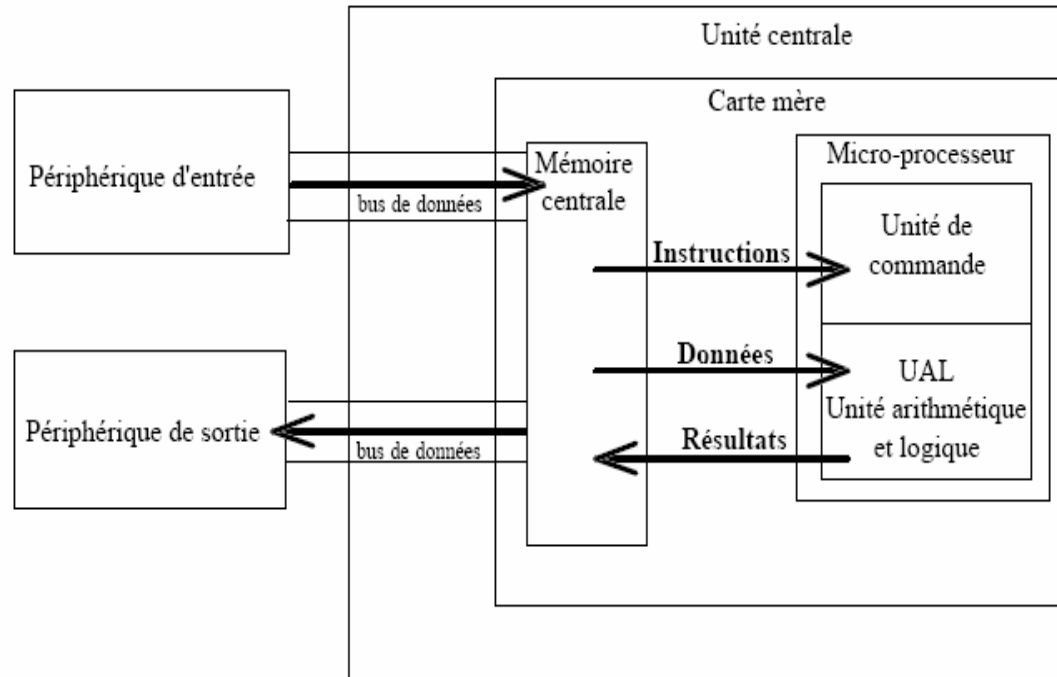 Unité centrale
Carte mère
Périphérique d'entrée
bus de données
Mémoire
centrale
Micro-processeur
Unité de
commande
Instructions
Données
UAL
Unité arithmétique
et logique
Résultats
Périphérique de sortie
bus de données